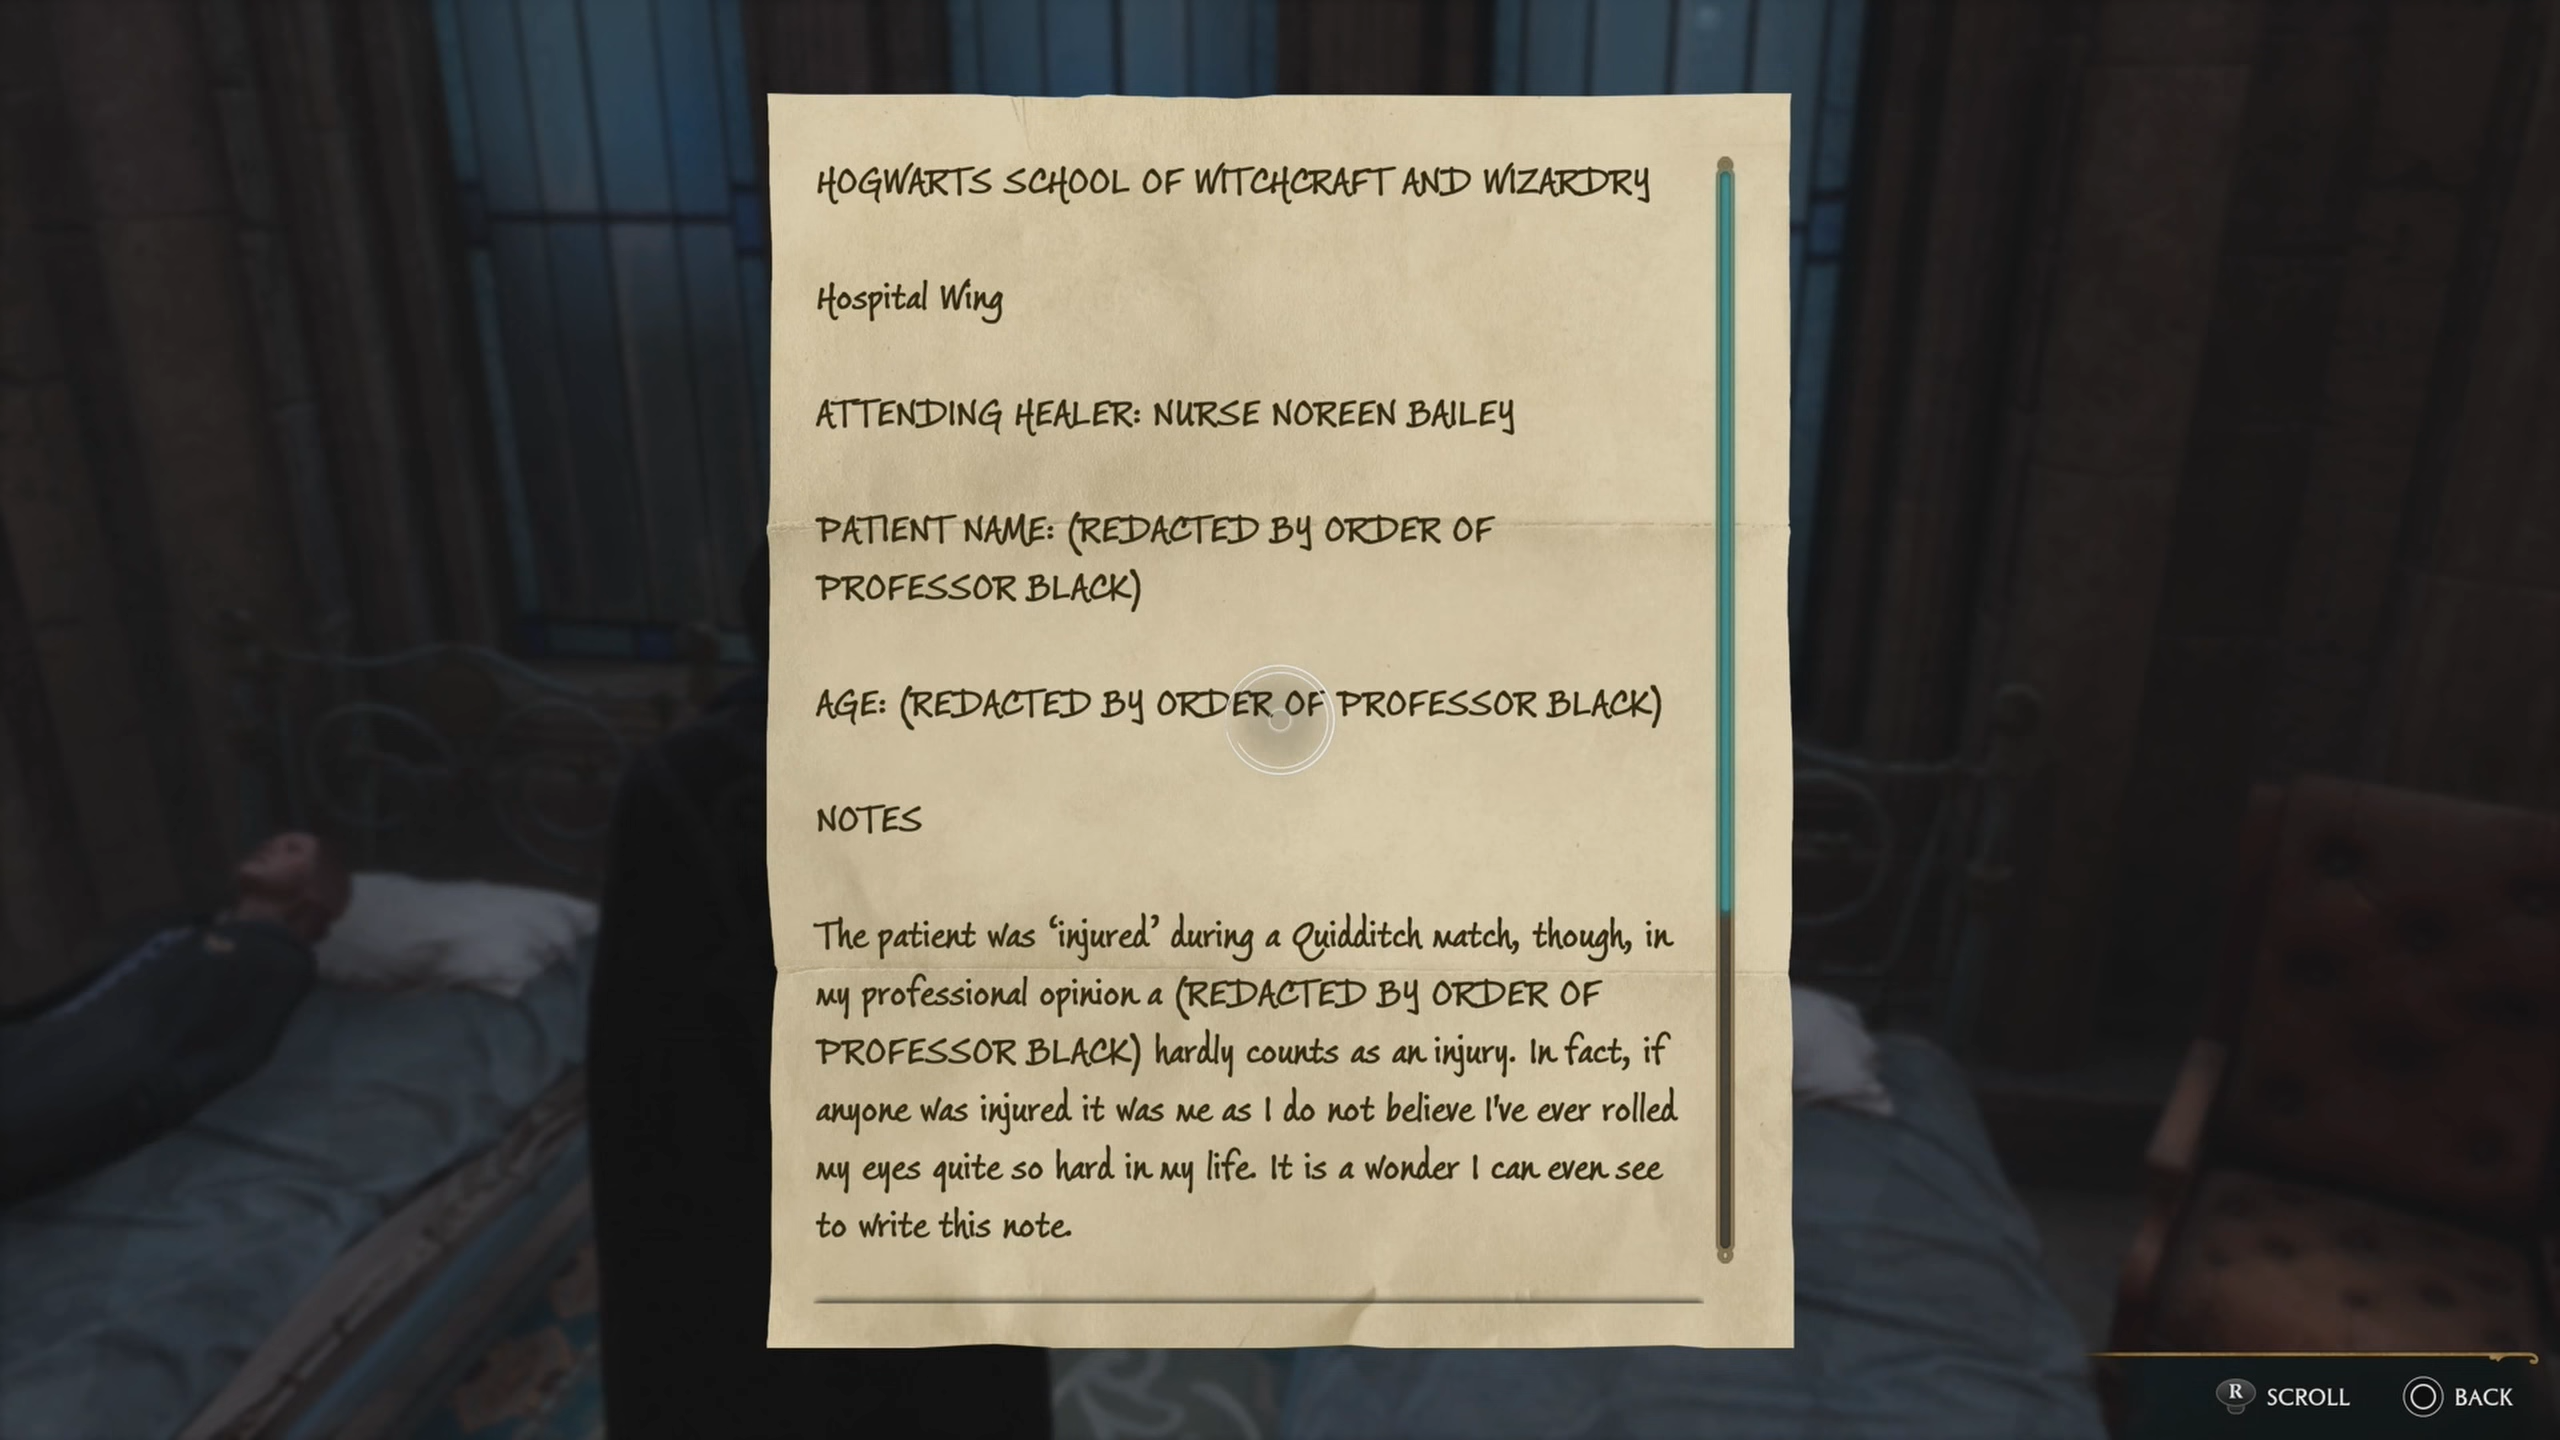 HOGWARTS SCHOOL OF WITCHCRAFT AND WIZARDRY
Hospital Wing
ATTENDING HEALER: NURSE NOREEN BAILEY
PATIENT NAME: (REDACTED BY ORDER OF
PROFESSOR BLACK)
AGE: (REDACTED BY ORDER OF PROFESSOR BLACK)
NOTES
The patient was ‘injured’ during a Quidditch match, though, in
my professional opinion a (REDACTED BY ORDER OF
PROFESSOR BLACK) hardly counts as an injury. In fact, if
anyone was injured it was me as I do not believe I've ever rolled
my eyes quite so hard in my life. It is a wonder I can even see
to write this note.
R SCROLL BACK